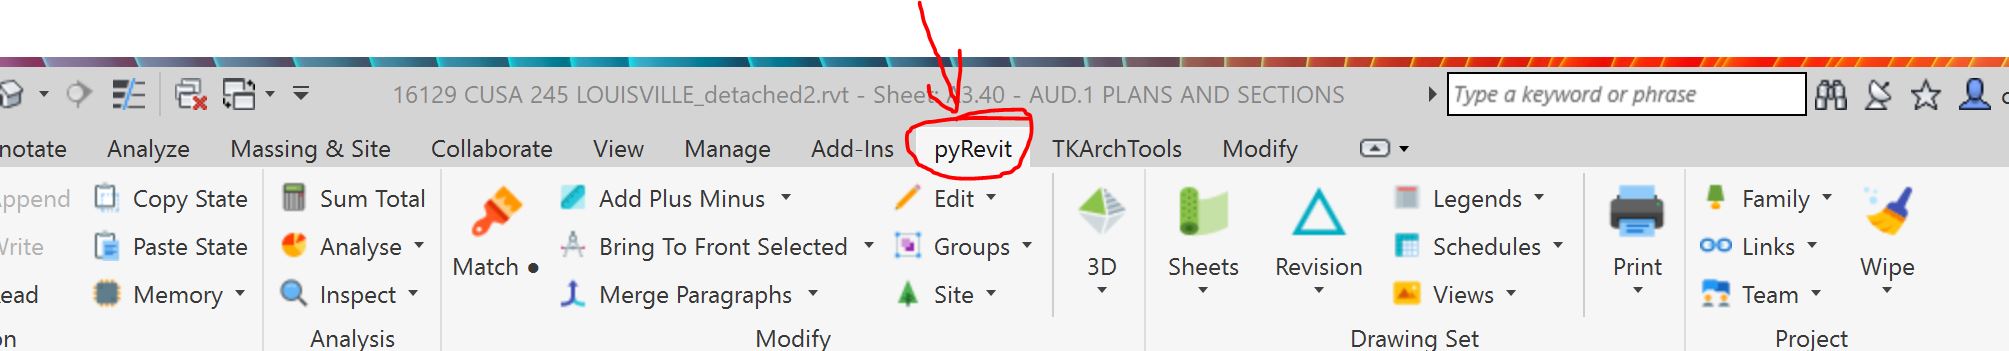 16129 CUSA 245 LOUISVILLE_detached2.rvt - Sheet: A3.40 - AUD.1 PLANS AND SECTIONS
Type a keyword or phrase
notate Analyze Massing & Site Collaborate View Manage Add-Ins pyRevit TKArchTools Modify
ppend Copy State Sum Total Add Plus Minus Edit Legends Family
Write Paste State Analyse Bring To Front Selected Groups Schedules Links
Match 3D Sheets Revision Print Wipe
ead Memory Inspect Merge Paragraphs Site Views Team
on Analysis Modify Drawing Set Project